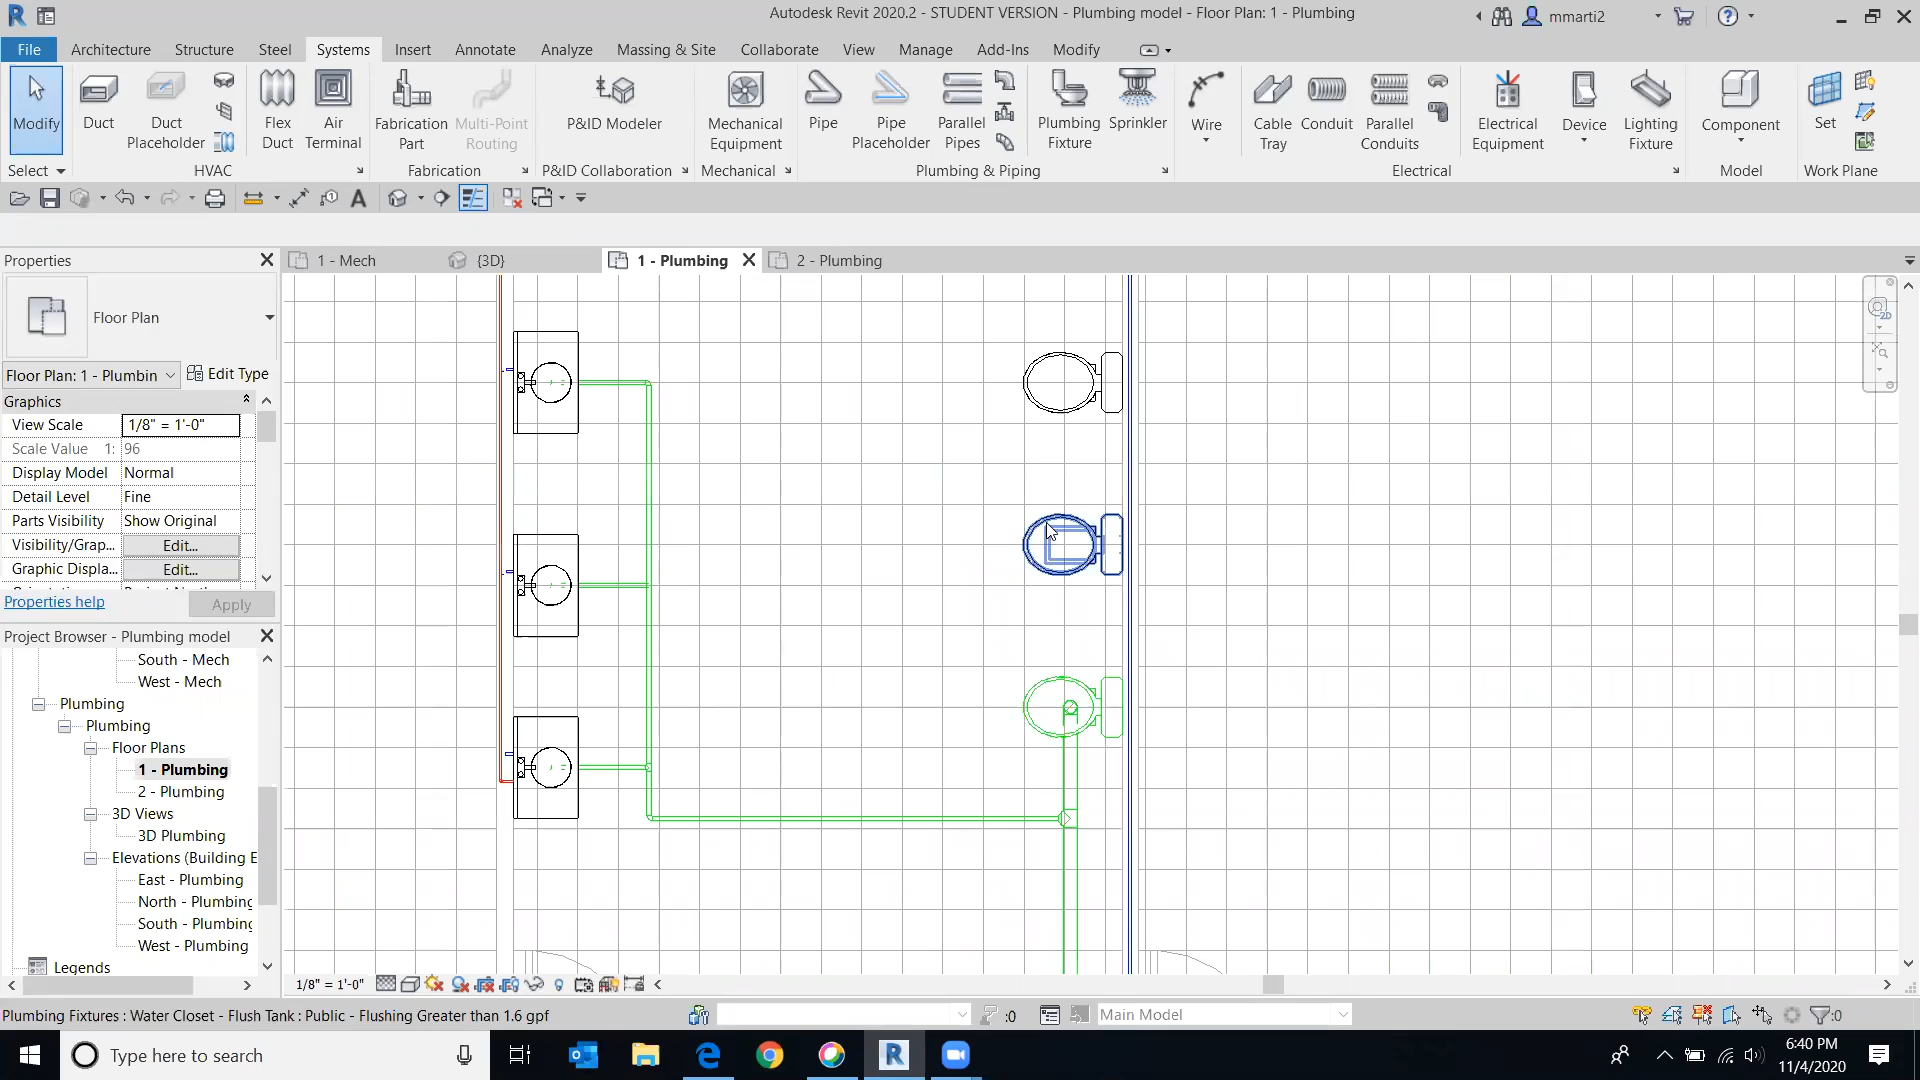 Autodesk Revit 2020.2 - STUDENT VERSION - Plumbing model - Floor Plan: 1 - Plumbing
mmarti2
File
Architecture
Structure
Steel
Systems
Insert
Annotate
Analyze
Massing & Site
Collaborate
View
Manage
Add-Ins
Modify
Modify
Duct
Duct
Placeholder
Flex
Duct
Air
Terminal
Fabrication
Part
Multi-Point
Routing
P&ID Modeler
Mechanical
Equipment
Pipe
Pipe
Placeholder
Parallel
Pipes
Plumbing
Fixture
Sprinkler
Wire
Cable
Tray
Conduit
Parallel
Conduits
Electrical
Equipment
Device
Lighting
Fixture
Component
Set
Select
HVAC
Fabrication
P&ID Collaboration
Mechanical
Plumbing & Piping
Electrical
Model
Work Plane
Properties
1 - Mech
{3D}
1 - Plumbing
2 - Plumbing
Floor Plan
Floor Plan: 1 - Plumbin
Edit Type
Graphics
View Scale
1/8" = 1'-0"
Scale Value 1:
96
Display Model
Normal
Detail Level
Fine
Parts Visibility
Show Original
Visibility/Grap...
Edit...
Graphic Displa...
Edit...
Properties help
Apply
Project Browser - Plumbing model
South - Mech
West - Mech
Plumbing
Plumbing
Floor Plans
1 - Plumbing
2 - Plumbing
3D Views
3D Plumbing
Elevations (Building E
East - Plumbing
North - Plumbing
South - Plumbing
West - Plumbing
Legends
2D
1/8" = 1'-0"
Plumbing Fixtures : Water Closet - Flush Tank : Public - Flushing Greater than 1.6 gpf
:0
Main Model
:0
Type here to search
6:40 PM
11/4/2020